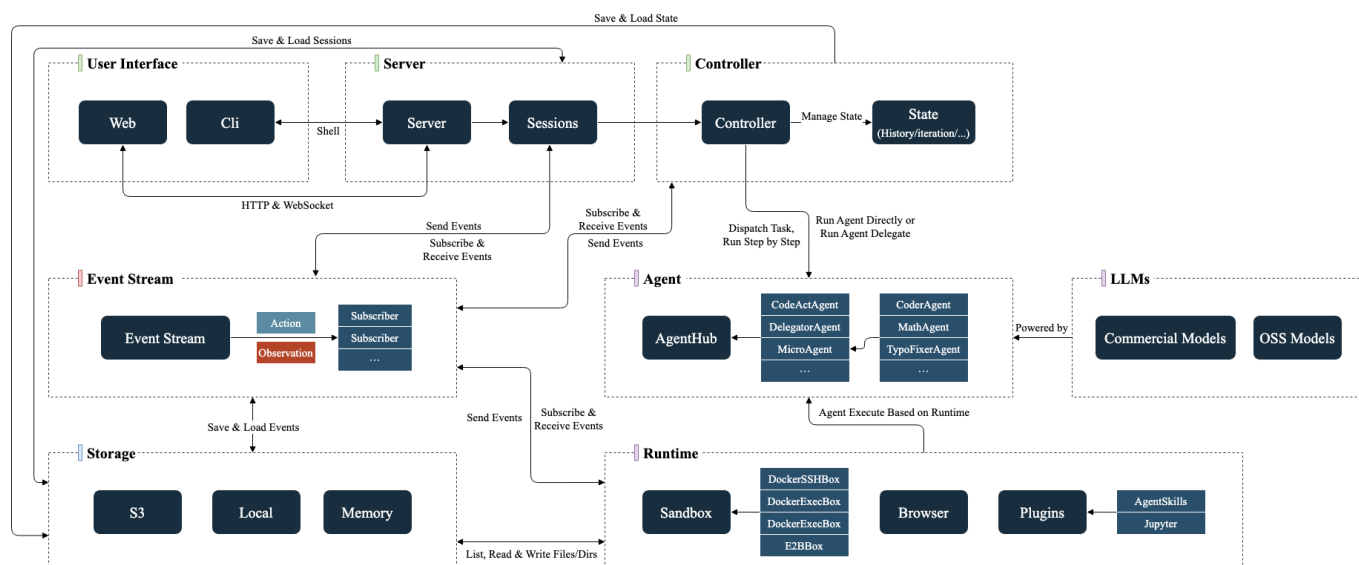 Save & Load State
Save & Load Sessions
User Interface
Server
Controller
Web
Cli
Shell
Server
Sessions
Controller
Manage State
State
(History/iteration/...)
HTTP & WebSocket
Send Events
Subscribe &
Receive Events
Subscribe &
Receive Events
Send Events
Dispatch Task,
Run Step by Step
Run Agent Directly or
Run Agent Delegate
Event Stream
Agent
LLMs
Event Stream
Action
Observation
Subscriber
Subscriber
...
AgentHub
CodeActAgent
DelegatorAgent
MicroAgent
...
CoderAgent
MathAgent
TypoFixerAgent
...
Powered by
Commercial Models
OSS Models
Save & Load Events
Send Events
Subscribe &
Receive Events
Agent Execute Based on Runtime
Storage
Runtime
S3
Local
Memory
List, Read & Write Files/Dirs
Sandbox
DockerSSHBox
DockerExecBox
DockerExecBox
E2BBox
Browser
Plugins
AgentSkills
Jupyter